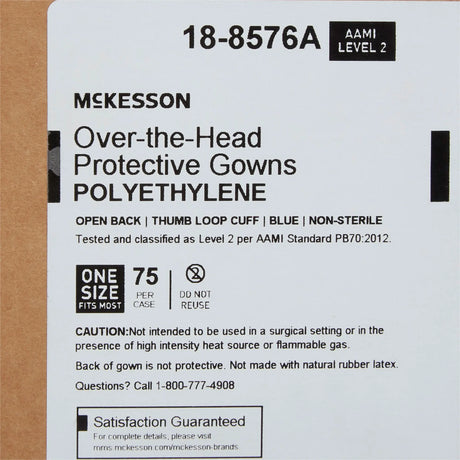 18-8576A
AAMI
LEVEL 2
MCKESSON
Over-the-Head
Protective Gowns
POLYETHYLENE
OPEN BACK | THUMB LOOP CUFF | BLUE | NON-STERILE
Tested and classified as Level 2 per AAMI Standard PB70:2012.
ONE
SIZE
FITS MOST
75
PER
CASE
DO NOT
REUSE
CAUTION:Not intended to be used in a surgical setting or in the
presence of high intensity heat source or flammable gas.
Back of gown is not protective. Not made with natural rubber latex.
Questions? Call 1-800-777-4908
Satisfaction Guaranteed
For complete details, please visit
mms.mckesson.com/mckesson-brands.